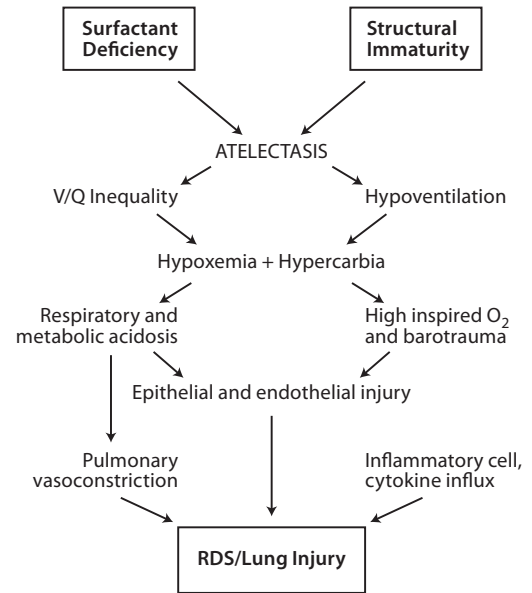 Surfactant
Deficiency
Structural
Immaturity
ATELECTASIS
V/Q Inequality
Hypoventilation
Hypoxemia + Hypercarbia
Respiratory and
metabolic acidosis
High inspired O₂
and barotrauma
Epithelial and endothelial injury
Pulmonary
vasoconstriction
Inflammatory cell,
cytokine influx
RDS/Lung Injury